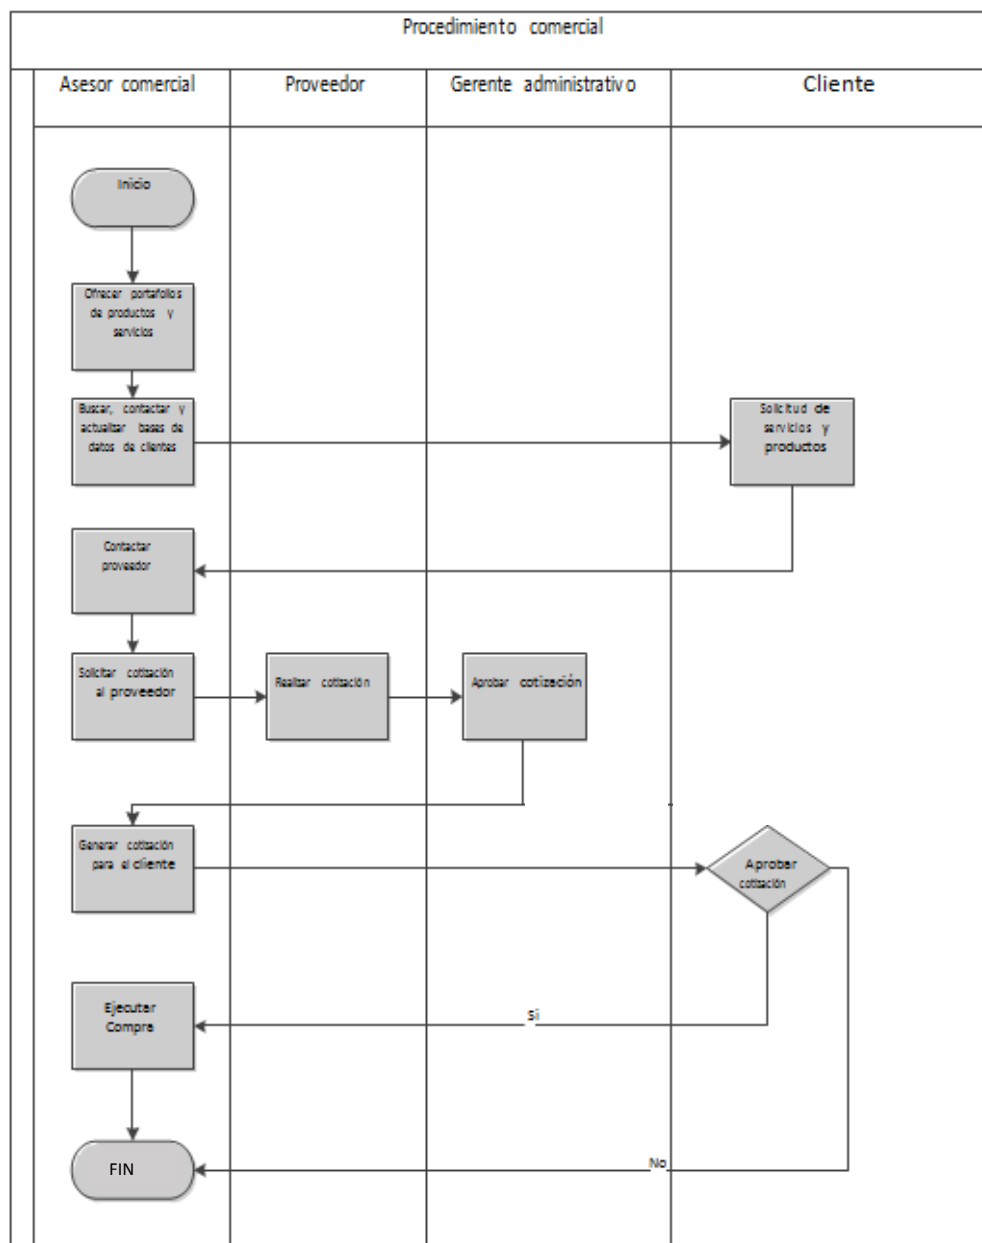 Procedimiento comercial
Asesor comercial
Proveedor
Gerente administrativo
Cliente
Inicio
Ofrecer portafolios
de productos y
servicios
Buscar, contactar y
actualizar bases de
datos de clientes
Solicitud de
servicios y
productos
Contactar
proveedor
Solicitar cotización
al proveedor
Realizar cotización
Aprobar cotización
Generar cotización
para el cliente
Aprobar
cotización
Ejecutar
Compra
Si
FIN
No